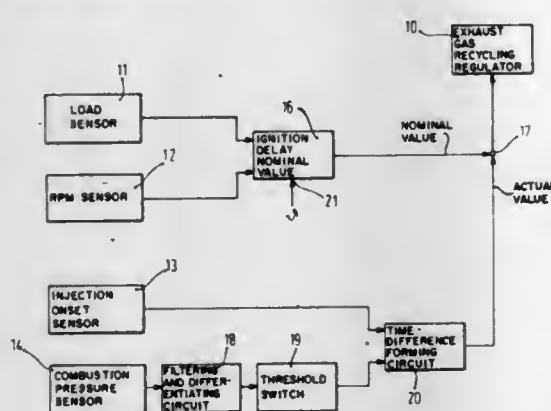 10
EXHAUST
GAS
RECYCLING
REGULATOR
11
LOAD
SENSOR
16
IGNITION
DELAY
NOMINAL
VALUE
NOMINAL
VALUE
17
12
RPM SENSOR
21
ACTUAL
VALUE
13
INJECTION
ONSET
SENSOR
TIME-
DIFFERENCE
FORMING
CIRCUIT
20
14
COMBUSTION
PRESSURE
SENSOR
18
FILTERING
AND DIFFER-
ENTIATING
CIRCUIT
19
THRESHOLD
SWITCH